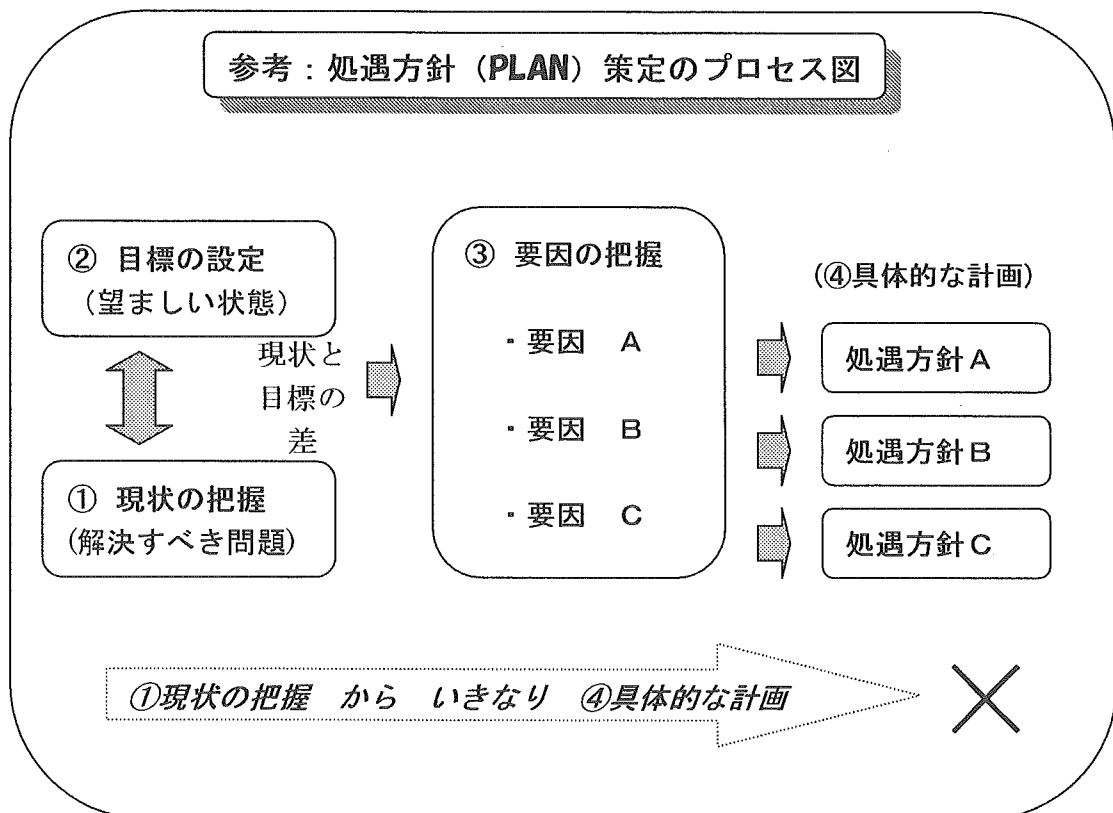 参考：処遇方針（PLAN）策定のプロセス図
② 目標の設定
（望ましい状態）
現状と
目標の
差
① 現状の把握
(解決すべき問題)
③ 要因の把握
・要因　A
・要因　B
・要因　C
(④具体的な計画)
処遇方針A
処遇方針B
処遇方針C
①現状の把握　から　いきなり　④具体的な計画